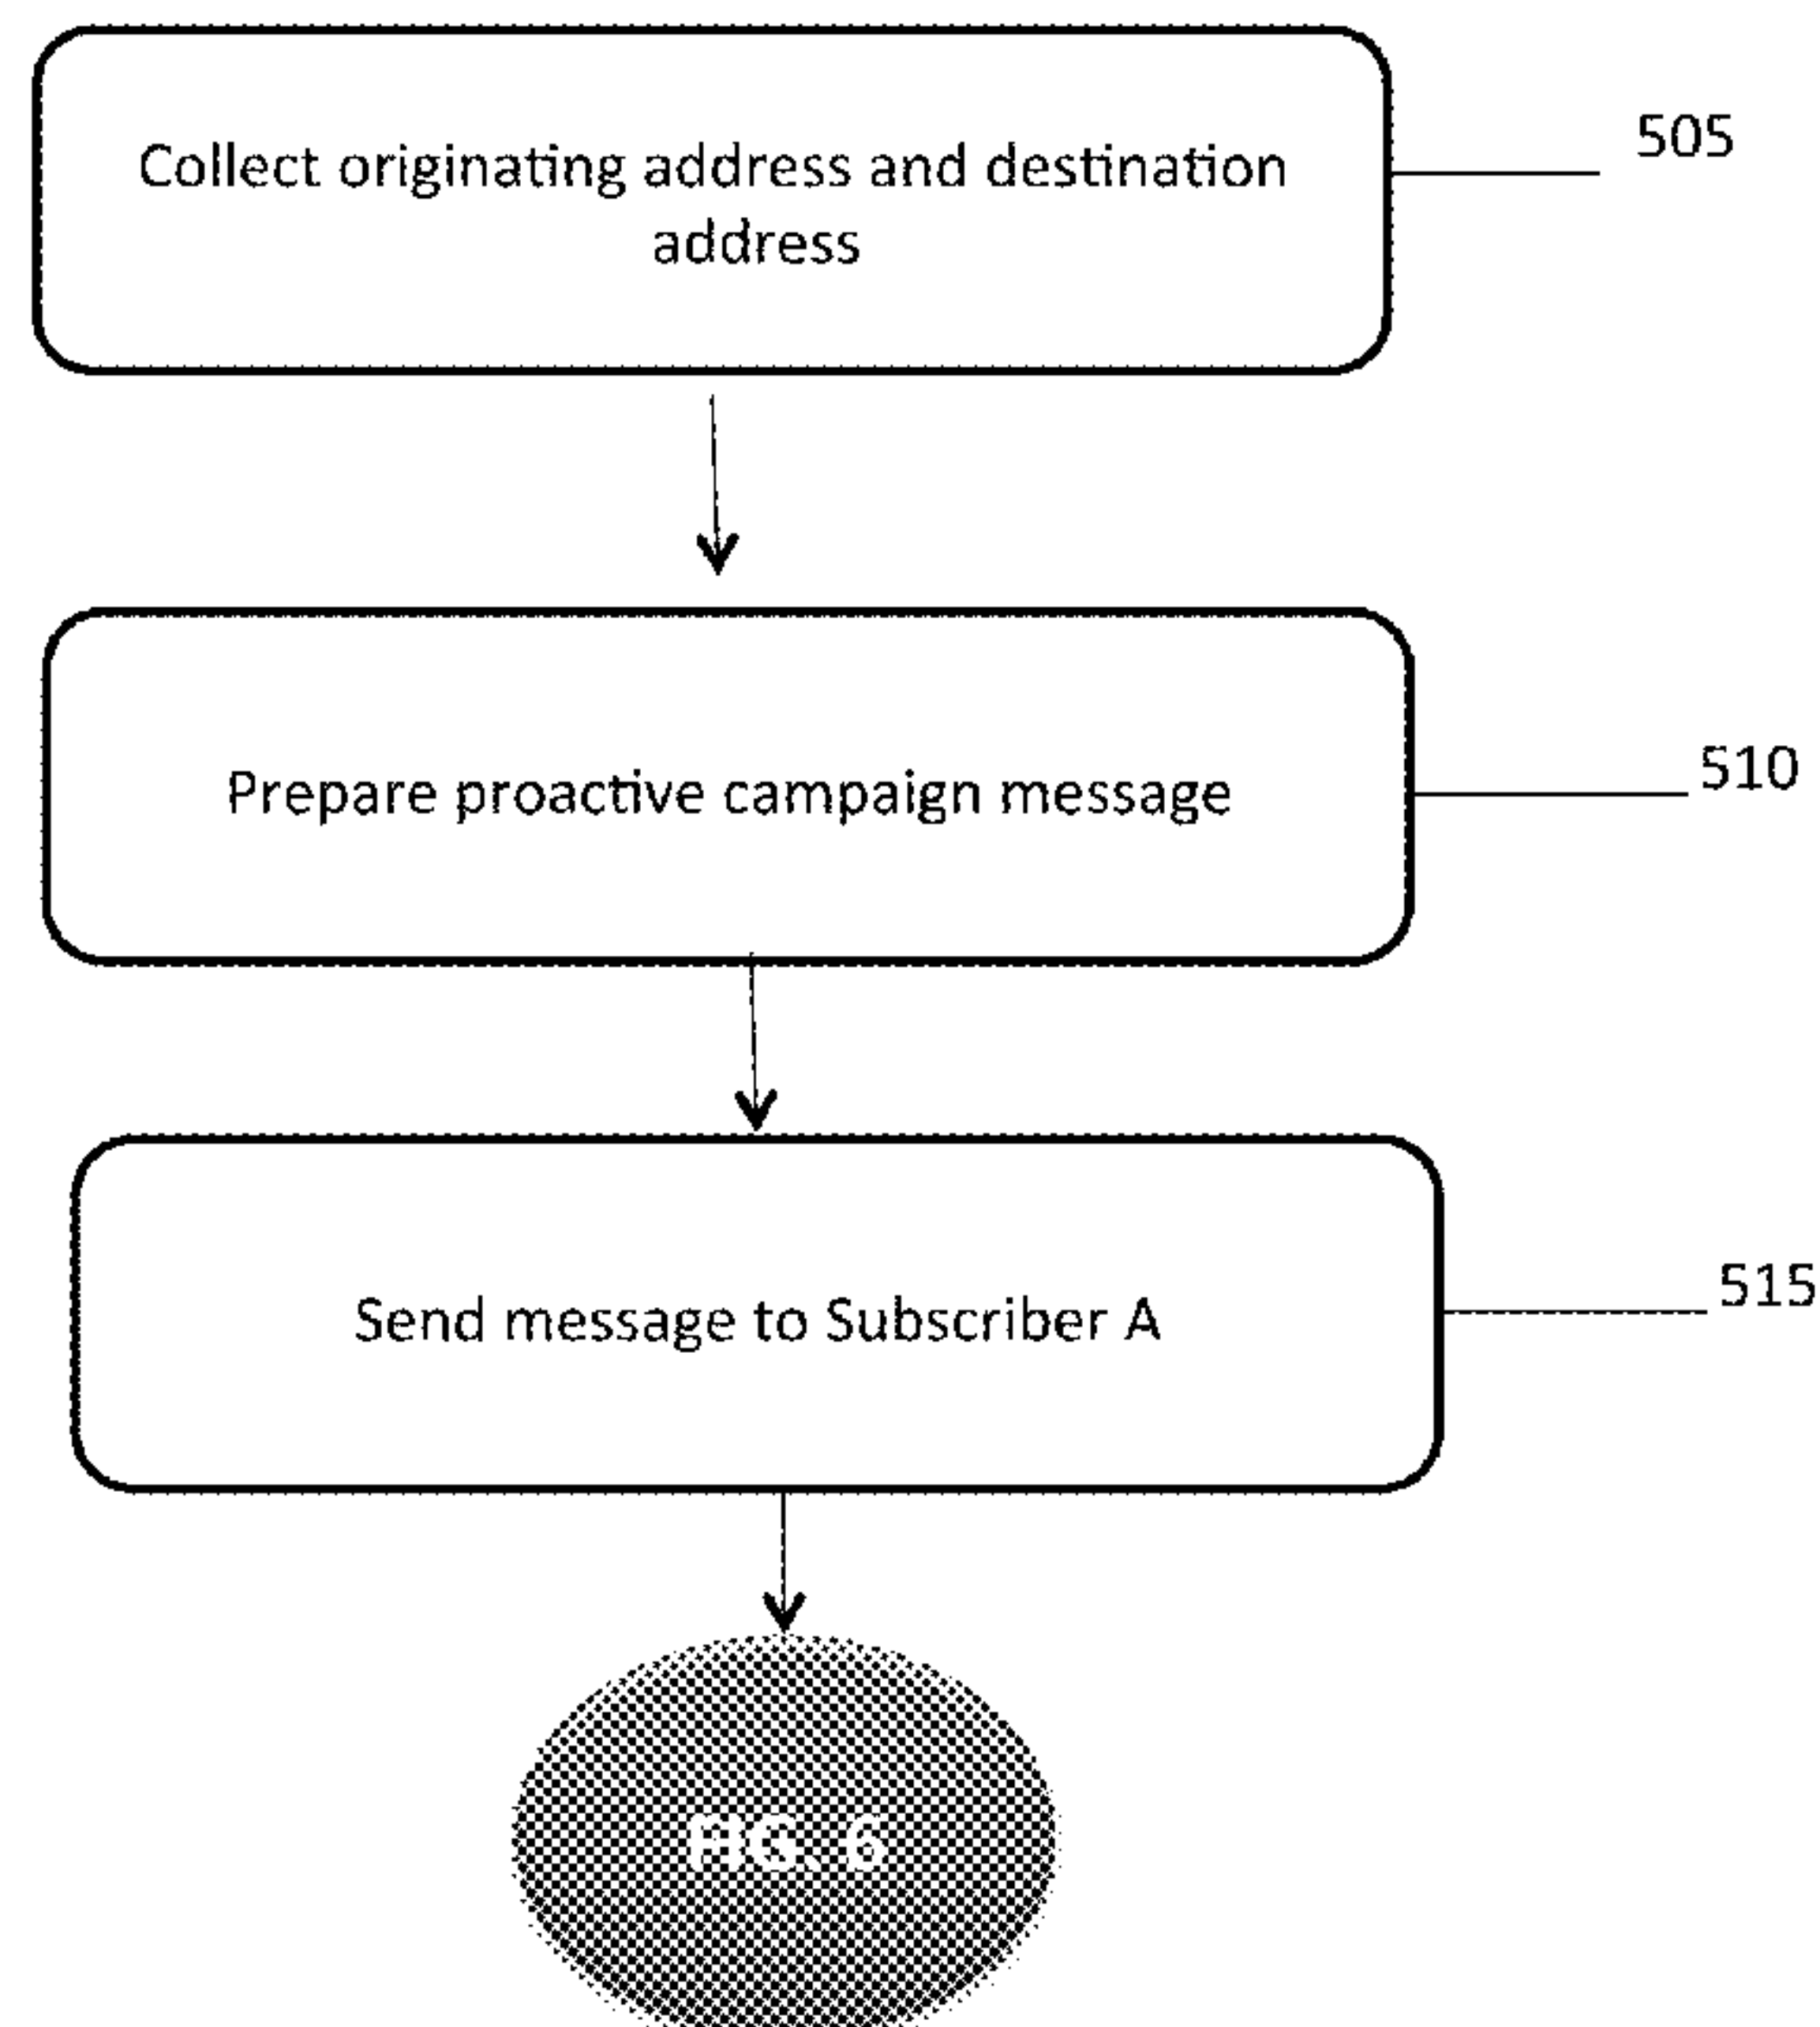 Collect originating address and destination
address
505
Prepare proactive campaign message
510
Send message to Subscriber A
515
FIG. 6